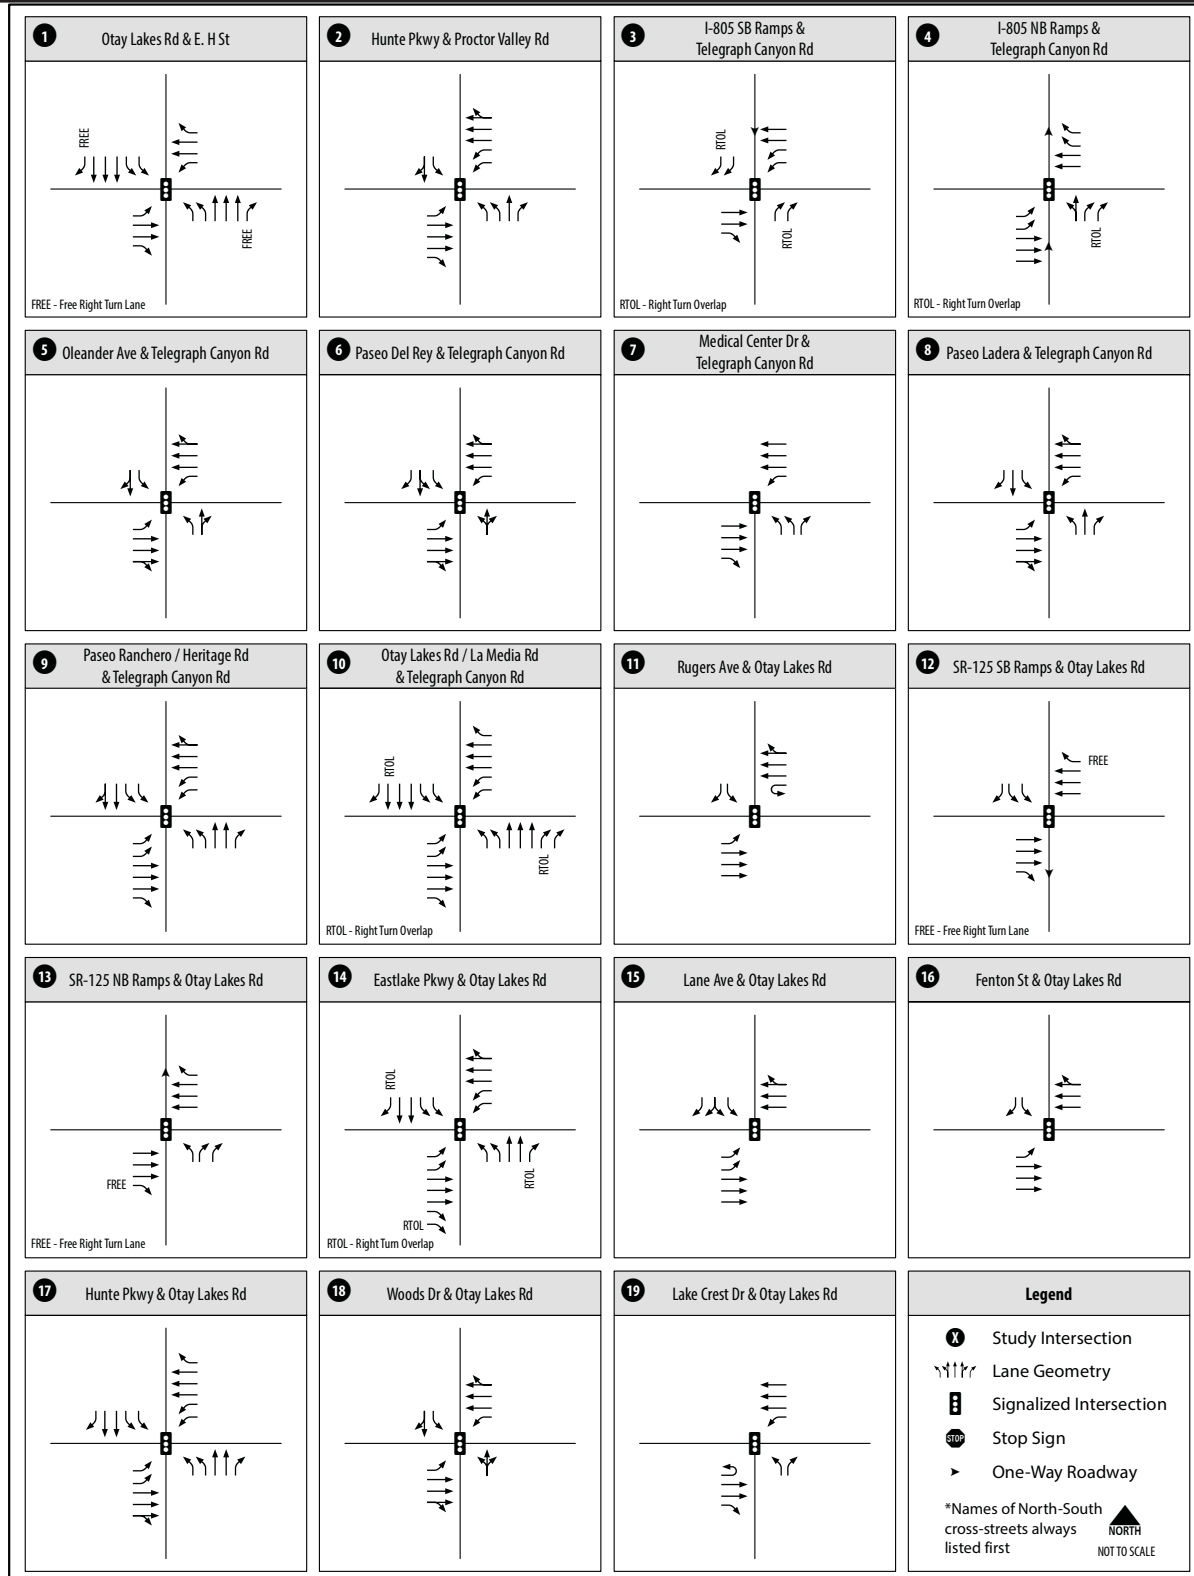 1 Otay Lakes Rd & E. H St
FREE
FREE
FREE - Free Right Turn Lane
2 Hunte Pkwy & Proctor Valley Rd
3 I-805 SB Ramps &
Telegraph Canyon Rd
RTOL
RTOL
RTOL - Right Turn Overlap
4 I-805 NB Ramps &
Telegraph Canyon Rd
RTOL
RTOL - Right Turn Overlap
5 Oleander Ave & Telegraph Canyon Rd
6 Paseo Del Rey & Telegraph Canyon Rd
7 Medical Center Dr &
Telegraph Canyon Rd
8 Paseo Ladera & Telegraph Canyon Rd
9 Paseo Ranchero / Heritage Rd
& Telegraph Canyon Rd
10 Otay Lakes Rd / La Media Rd
& Telegraph Canyon Rd
RTOL
RTOL
RTOL - Right Turn Overlap
11 Rugers Ave & Otay Lakes Rd
12 SR-125 SB Ramps & Otay Lakes Rd
FREE
FREE - Free Right Turn Lane
13 SR-125 NB Ramps & Otay Lakes Rd
FREE
FREE - Free Right Turn Lane
14 Eastlake Pkwy & Otay Lakes Rd
RTOL
RTOL
RTOL
RTOL - Right Turn Overlap
15 Lane Ave & Otay Lakes Rd
16 Fenton St & Otay Lakes Rd
17 Hunte Pkwy & Otay Lakes Rd
18 Woods Dr & Otay Lakes Rd
19 Lake Crest Dr & Otay Lakes Rd
Legend
X Study Intersection
Lane Geometry
Signalized Intersection
STOP Stop Sign
One-Way Roadway
*Names of North-South
cross-streets always
listed first
NORTH
NOT TO SCALE